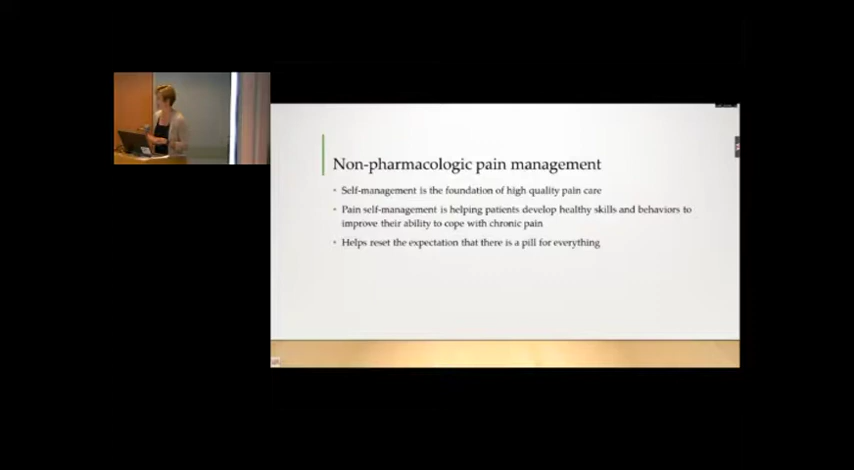 Non-pharmacologic pain management
• Self-management is the foundation of high quality pain care
• Pain self-management is helping patients develop healthy skills and behaviors to
improve their ability to cope with chronic pain
• Helps reset the expectation that there is a pill for everything